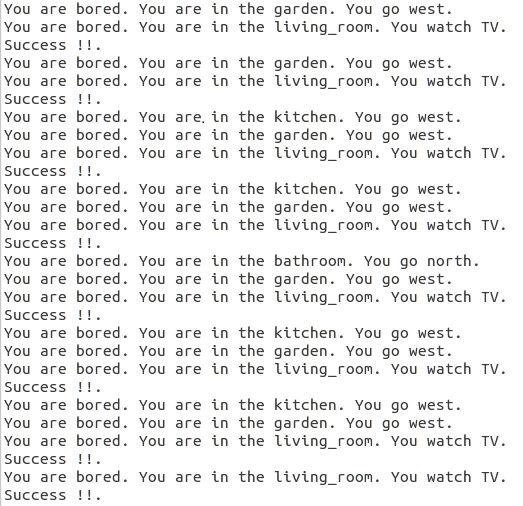 You are bored. You are in the garden. You go west.
You are bored. You are in the living_room. You watch TV.
Success !!.
You are bored. You are in the garden. You go west.
You are bored. You are in the living_room. You watch TV.
Success !!.
You are bored. You are in the kitchen. You go west.
You are bored. You are in the garden. You go west.
You are bored. You are in the living_room. You watch TV.
Success !!.
You are bored. You are in the kitchen. You go west.
You are bored. You are in the garden. You go west.
You are bored. You are in the living_room. You watch TV.
Success !!.
You are bored. You are in the bathroom. You go north.
You are bored. You are in the garden. You go west.
You are bored. You are in the living_room. You watch TV.
Success !!.
You are bored. You are in the kitchen. You go west.
You are bored. You are in the garden. You go west.
You are bored. You are in the living_room. You watch TV.
Success !!.
You are bored. You are in the kitchen. You go west.
You are bored. You are in the garden. You go west.
You are bored. You are in the living_room. You watch TV.
Success !!.
You are bored. You are in the living_room. You watch TV.
Success !!.